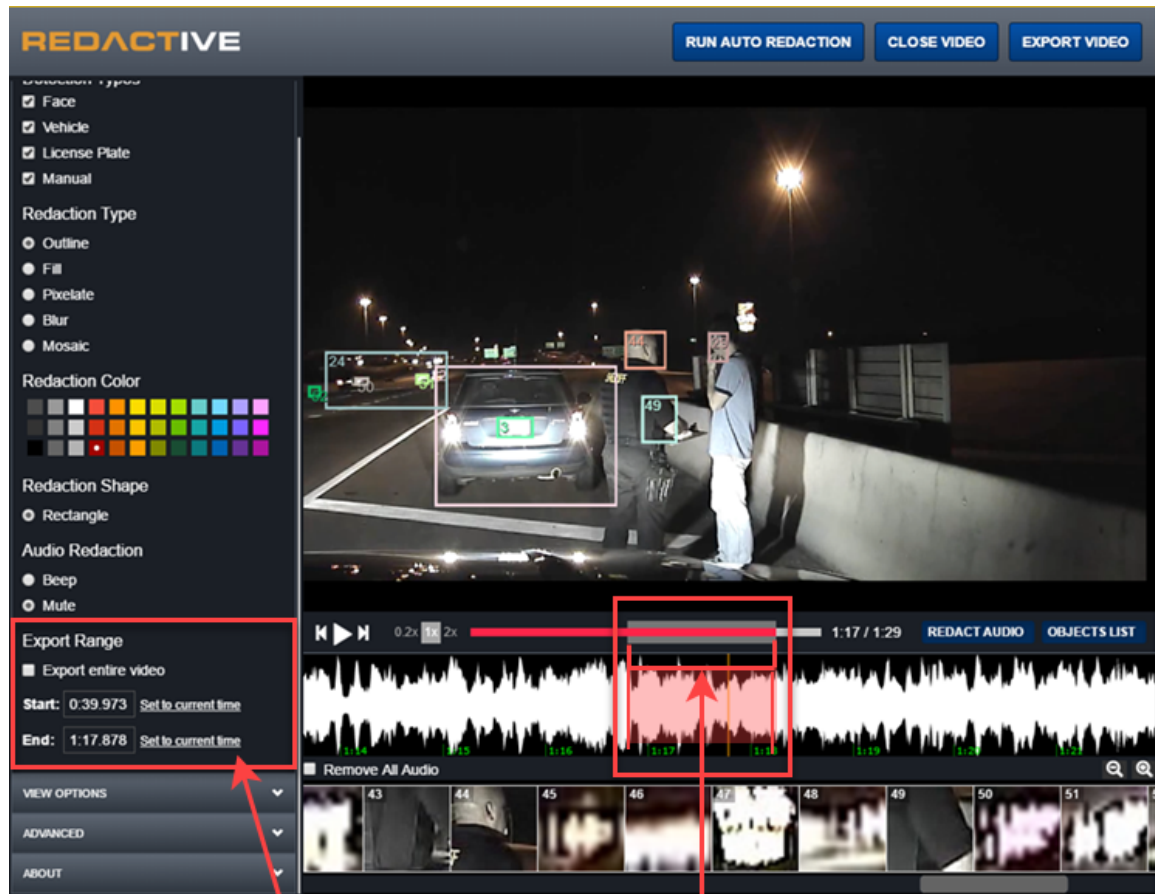 REDACTIVE
RUN AUTO REDACTION
CLOSE VIDEO
EXPORT VIDEO
Detection Types
Face
Vehicle
License Plate
Manual
Redaction Type
Outline
Fill
Pixelate
Blur
Mosaic
Redaction Color
Redaction Shape
Rectangle
Audio Redaction
Beep
Mute
Export Range
Export entire video
Start: 0:39.973 Set to current time
End: 1:17.878 Set to current time
VIEW OPTIONS
ADVANCED
ABOUT
24
44
49
3
50
0.2x 1x 2x
1:17 / 1:29
REDACT AUDIO
OBJECTS LIST
1:14 1:15 1:16 1:17 1:18 1:19 1:20 1:21
Remove All Audio
43 44 45 46 47 48 49 50 51